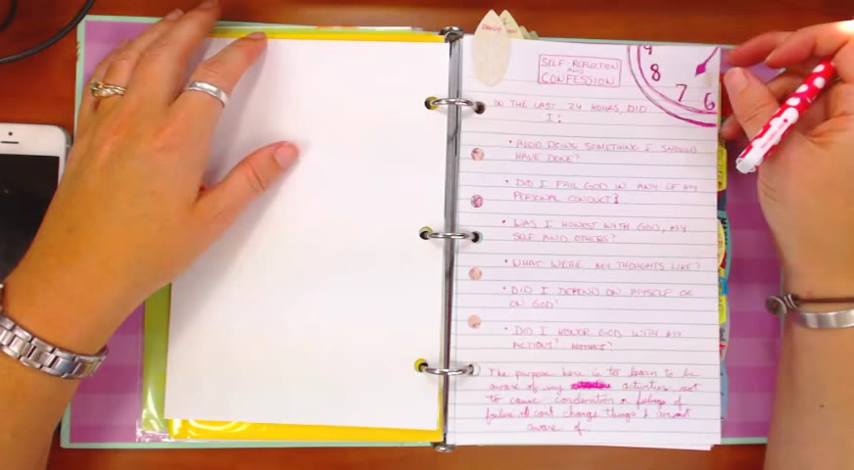 SELF-REFLECTION
AND
CONFESSION
9
8
7
6
IN THE LAST 24 HOURS, DID
I:
• AVOID DOING SOMETHING I SHOULD
HAVE DONE?
• DID I FAIL GOD IN ANY OF MY
PERSONAL CONDUCT?
• WAS I HONEST WITH GOD, MY
SELF AND OTHERS?
• WHAT WERE MY THOUGHTS LIKE?
• DID I DEPEND ON MYSELF OR
ON GOD?
• DID I HONOR GOD WITH MY
ACTIONS?
The purpose here is to learn to be
aware of my activities, not
to cause condemnation or feelings of
failure. I can't change things I am not
aware of.